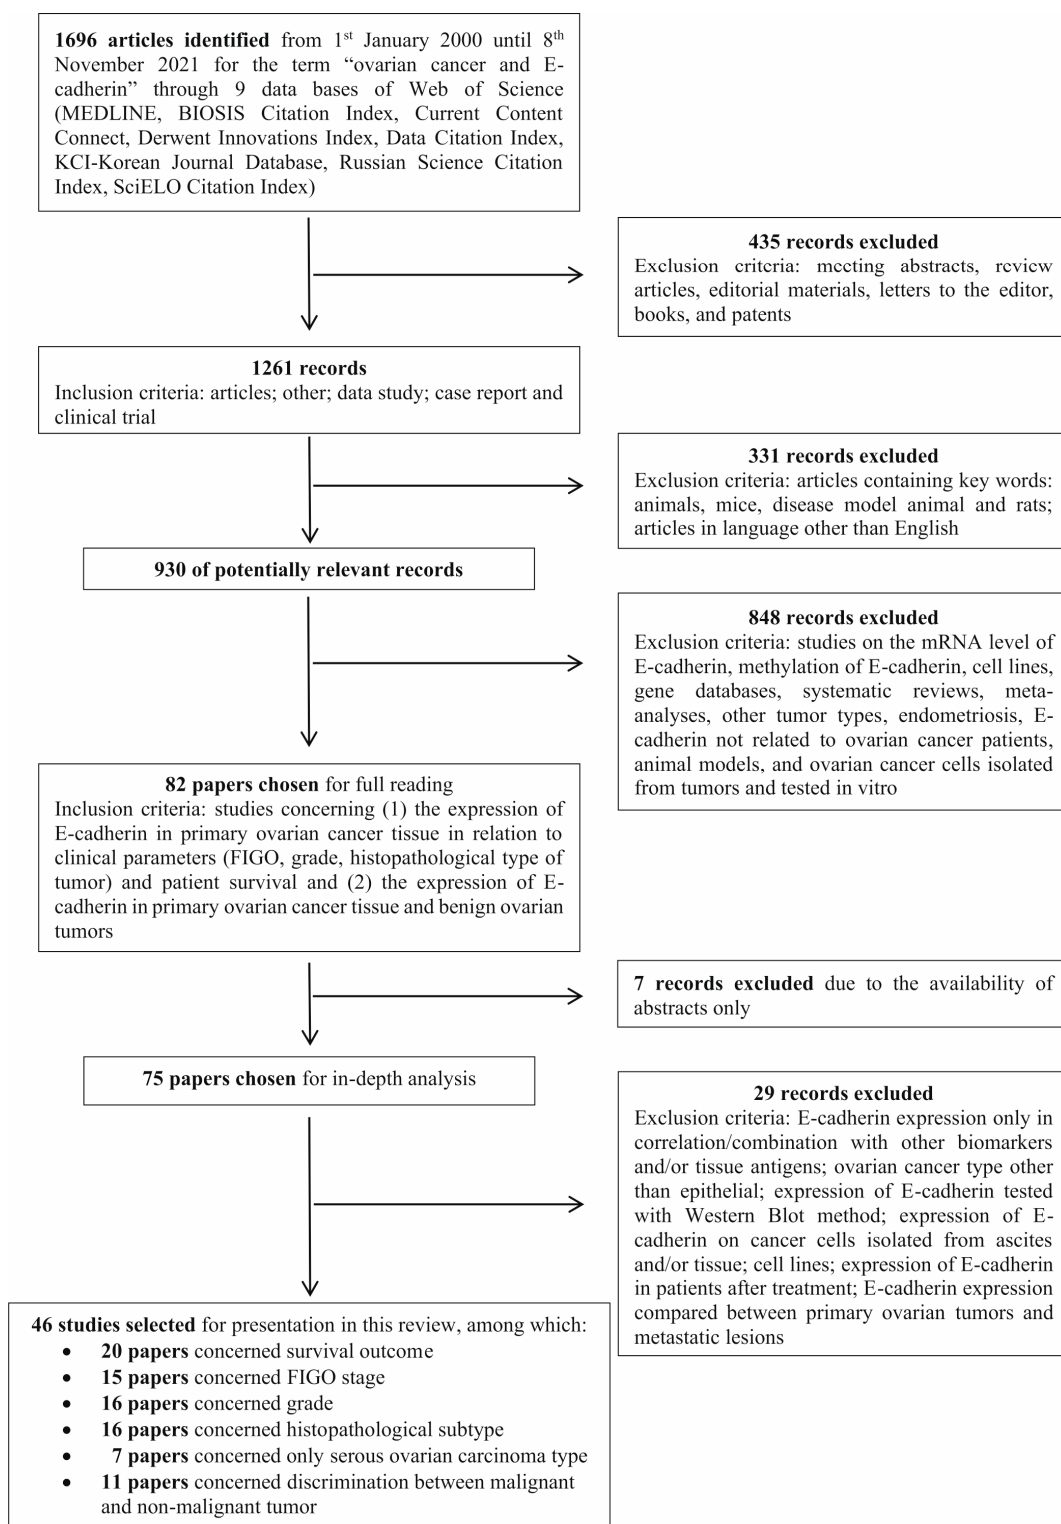 1696 articles identified from 1st January 2000 until 8th
November 2021 for the term “ovarian cancer and E-
cadherin” through 9 data bases of Web of Science
(MEDLINE, BIOSIS Citation Index, Current Content
Connect, Derwent Innovations Index, Data Citation Index,
KCI-Korean Journal Database, Russian Science Citation
Index, SciELO Citation Index)
435 records excluded
Exclusion criteria: meeting abstracts, review
articles, editorial materials, letters to the editor,
books, and patents
1261 records
Inclusion criteria: articles; other; data study; case report and
clinical trial
331 records excluded
Exclusion criteria: articles containing key words:
animals, mice, disease model animal and rats;
articles in language other than English
930 of potentially relevant records
848 records excluded
Exclusion criteria: studies on the mRNA level of
E-cadherin, methylation of E-cadherin, cell lines,
gene databases, systematic reviews, meta-
analyses, other tumor types, endometriosis, E-
cadherin not related to ovarian cancer patients,
animal models, and ovarian cancer cells isolated
from tumors and tested in vitro
82 papers chosen for full reading
Inclusion criteria: studies concerning (1) the expression of
E-cadherin in primary ovarian cancer tissue in relation to
clinical parameters (FIGO, grade, histopathological type of
tumor) and patient survival and (2) the expression of E-
cadherin in primary ovarian cancer tissue and benign ovarian
tumors
7 records excluded due to the availability of
abstracts only
75 papers chosen for in-depth analysis
29 records excluded
Exclusion criteria: E-cadherin expression only in
correlation/combination with other biomarkers
and/or tissue antigens; ovarian cancer type other
than epithelial; expression of E-cadherin tested
with Western Blot method; expression of E-
cadherin on cancer cells isolated from ascites
and/or tissue; cell lines; expression of E-cadherin
in patients after treatment; E-cadherin expression
compared between primary ovarian tumors and
metastatic lesions
46 studies selected for presentation in this review, among which:
• 20 papers concerned survival outcome
• 15 papers concerned FIGO stage
• 16 papers concerned grade
• 16 papers concerned histopathological subtype
• 7 papers concerned only serous ovarian carcinoma type
• 11 papers concerned discrimination between malignant
and non-malignant tumor